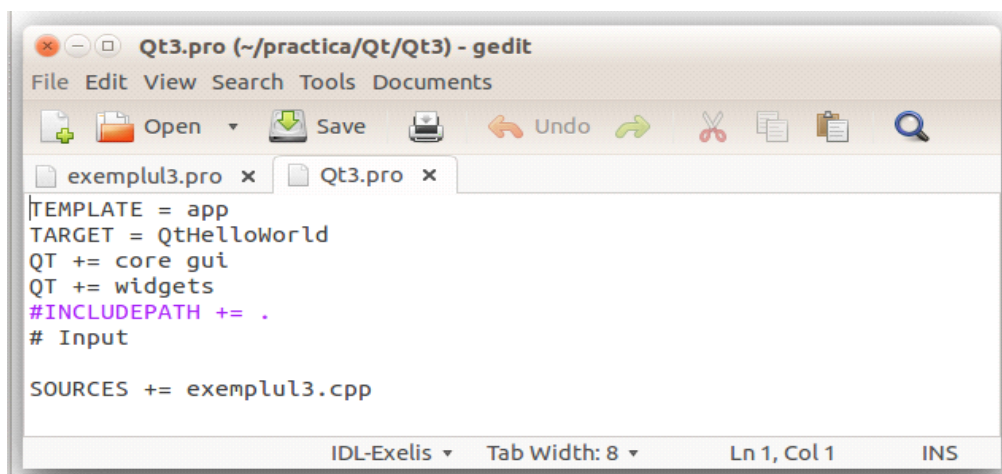 Qt3.pro (~/practica/Qt/Qt3) - gedit
File Edit View Search Tools Documents
Open Save Undo
exemplul3.pro × Qt3.pro ×
TEMPLATE = app
TARGET = QtHelloWorld
QT += core gui
QT += widgets
#INCLUDEPATH += .
# Input
SOURCES += exemplul3.cpp
IDL-Exelis Tab Width: 8 Ln 1, Col 1 INS